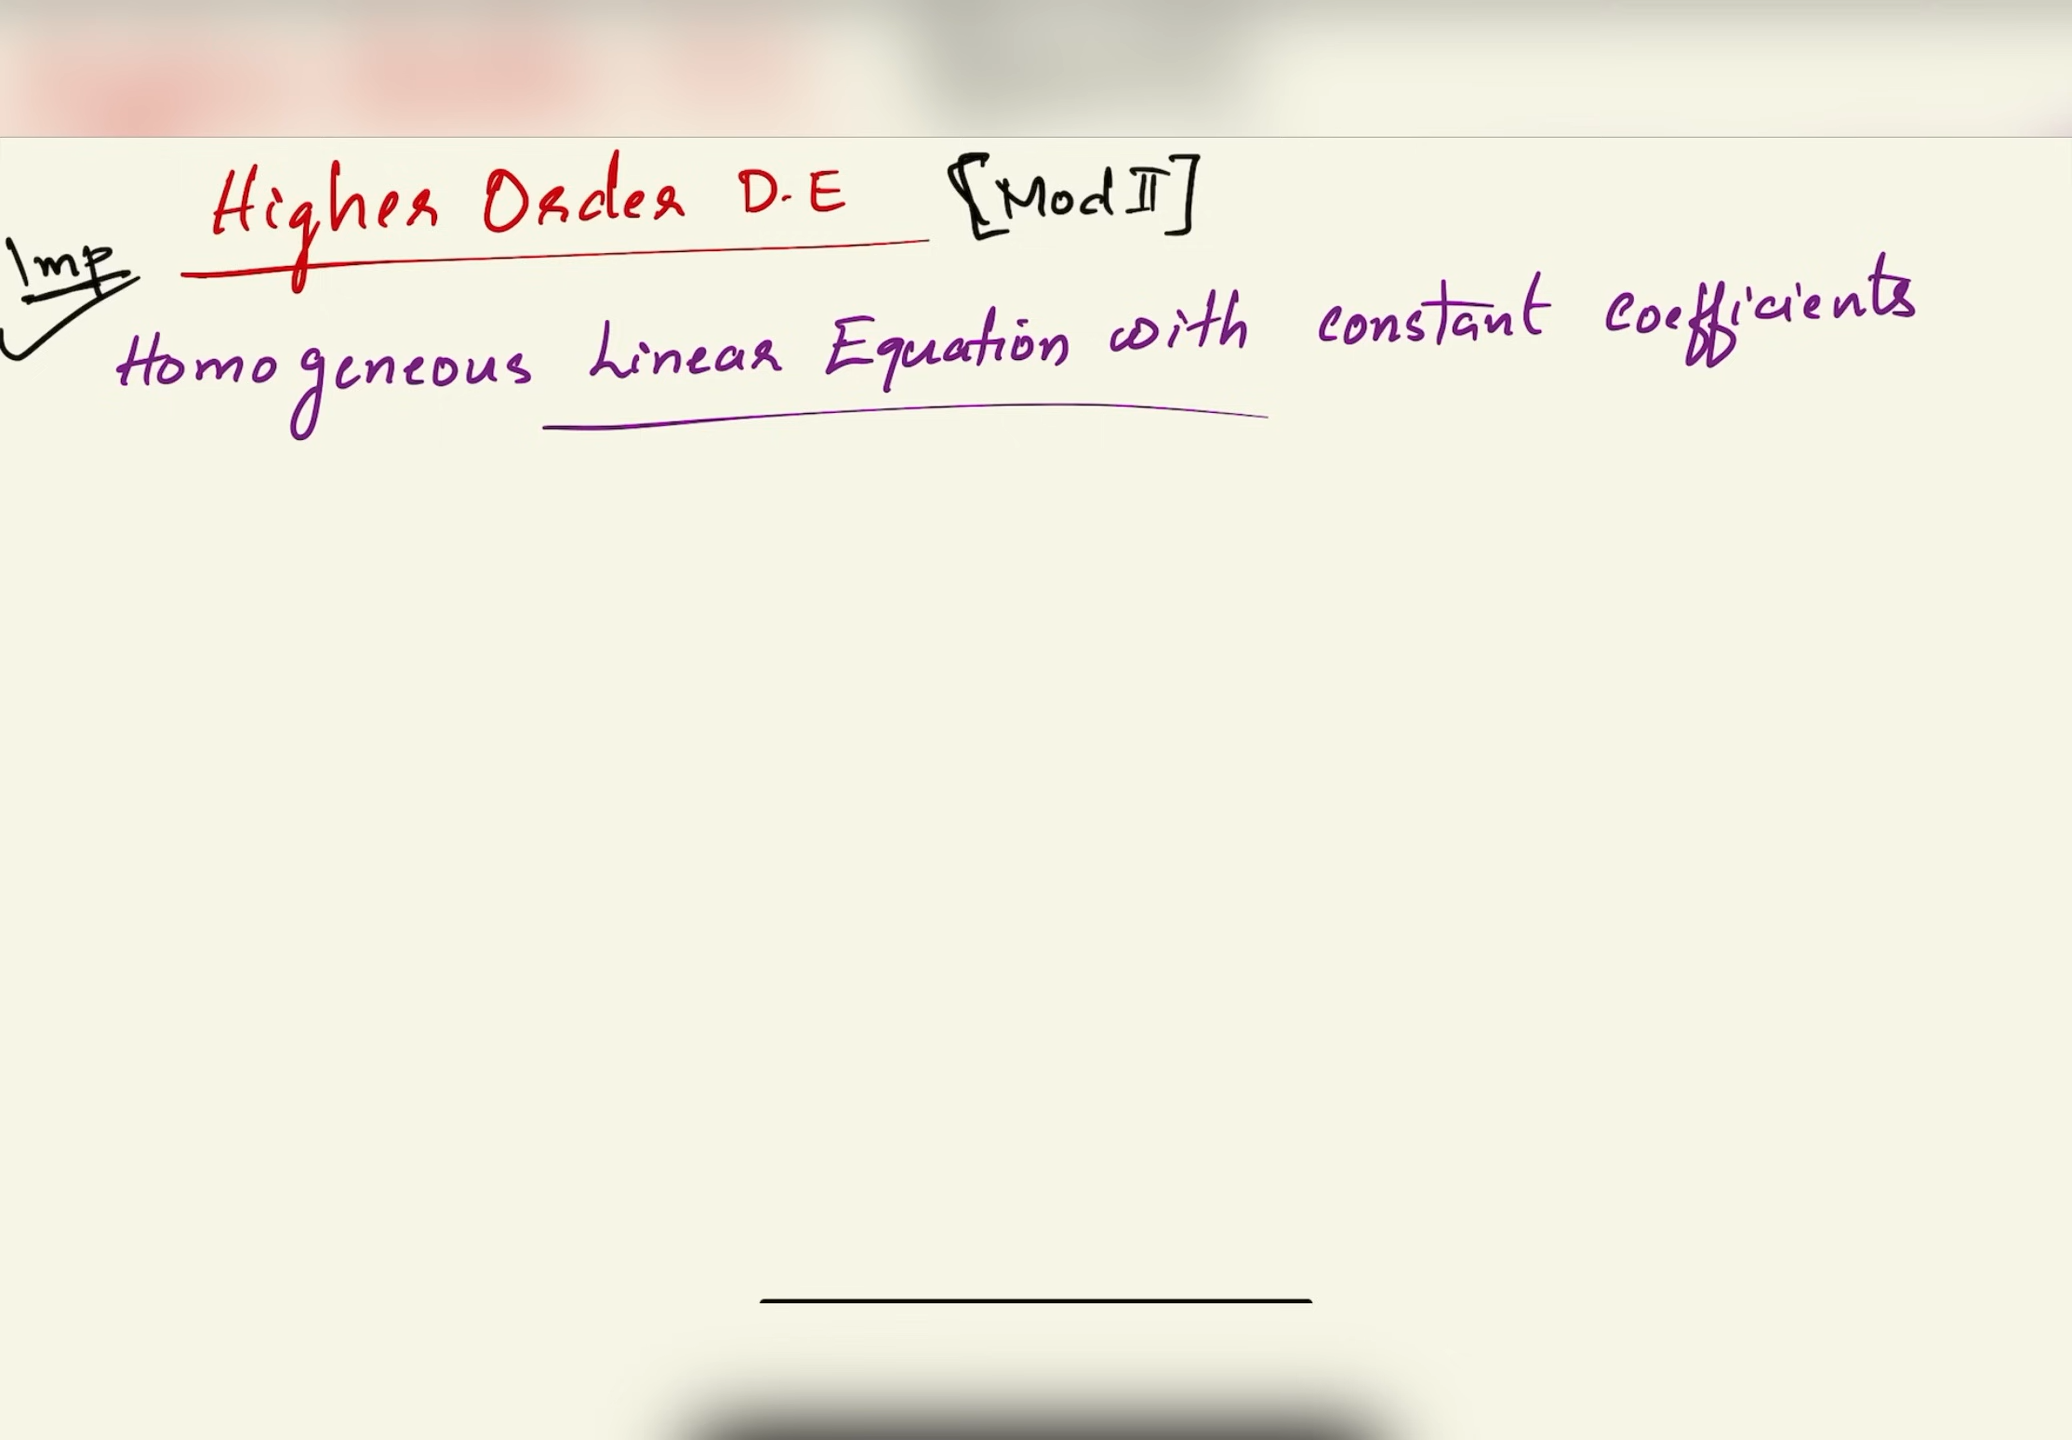 Higher Order D.E [Mod II]
Imp
Homogeneous Linear Equation with constant coefficients